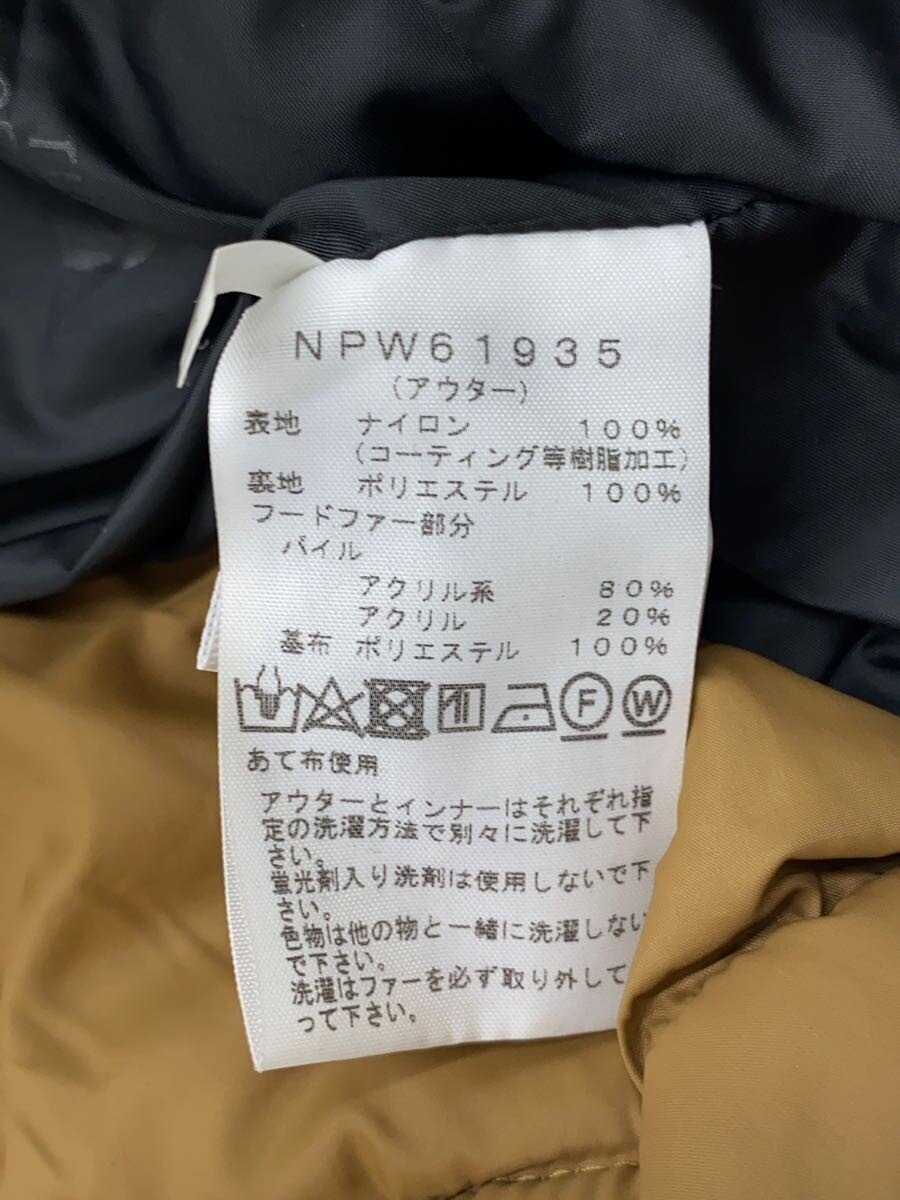 NPW61935
(アウター)
表地 ナイロン 100%
(コーティング等樹脂加工)
裏地 ポリエステル 100%
フードファー部分
パイル
アクリル系 80%
アクリル 20%
基布 ポリエステル 100%
F W
あて布使用
アウターとインナーはそれぞれ指
定の洗濯方法で別々に洗濯して下
さい。
蛍光剤入り洗剤は使用しないで下
さい。
色物は他の物と一緒に洗濯しない
で下さい。
洗濯はファーを必ず取り外して
って下さい。